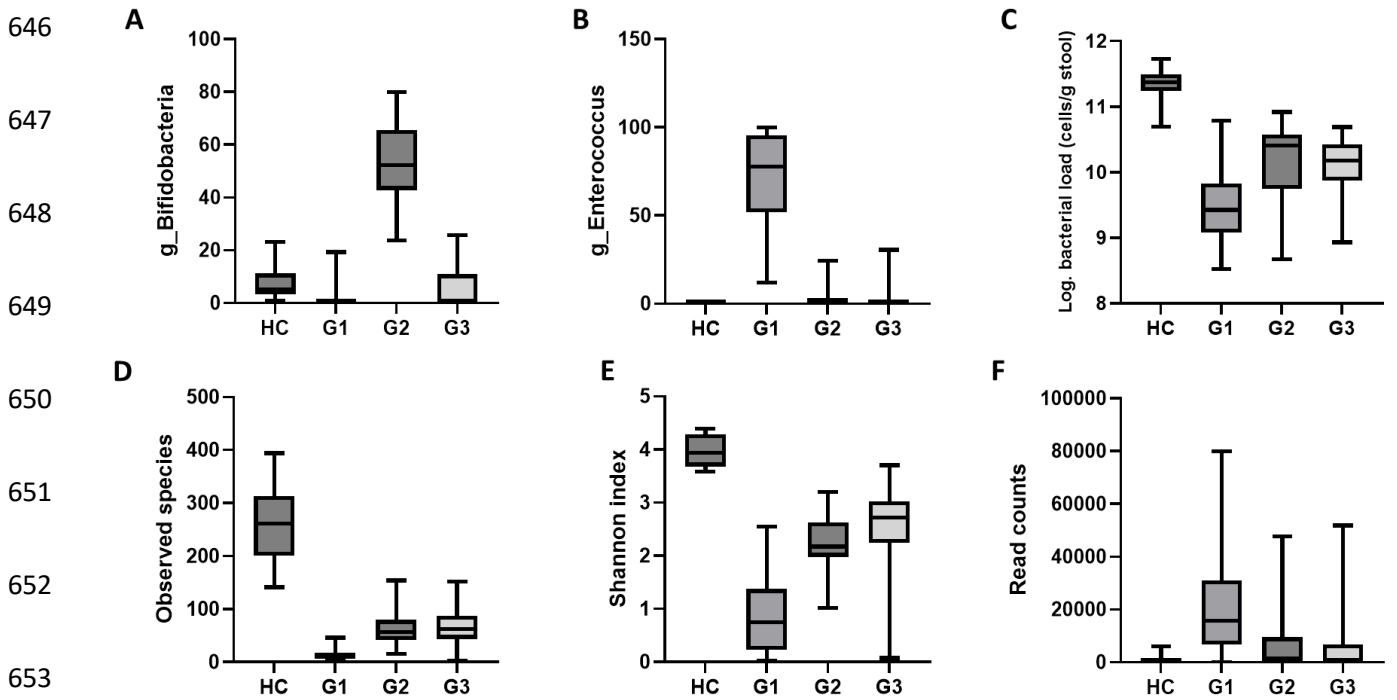 646
A
B
C
100
80
60
40
20
0
g_Bifidobacteria
HC G1 G2 G3
150
100
50
0
g_Enterococcus
HC G1 G2 G3
12
11
10
9
8
Log. bacterial load (cells/g stool)
HC G1 G2 G3
647
648
649
650
D
E
F
500
400
300
200
100
0
Observed species
HC G1 G2 G3
5
4
3
2
1
0
Shannon index
HC G1 G2 G3
100000
80000
60000
40000
20000
0
Read counts
HC G1 G2 G3
651
652
653